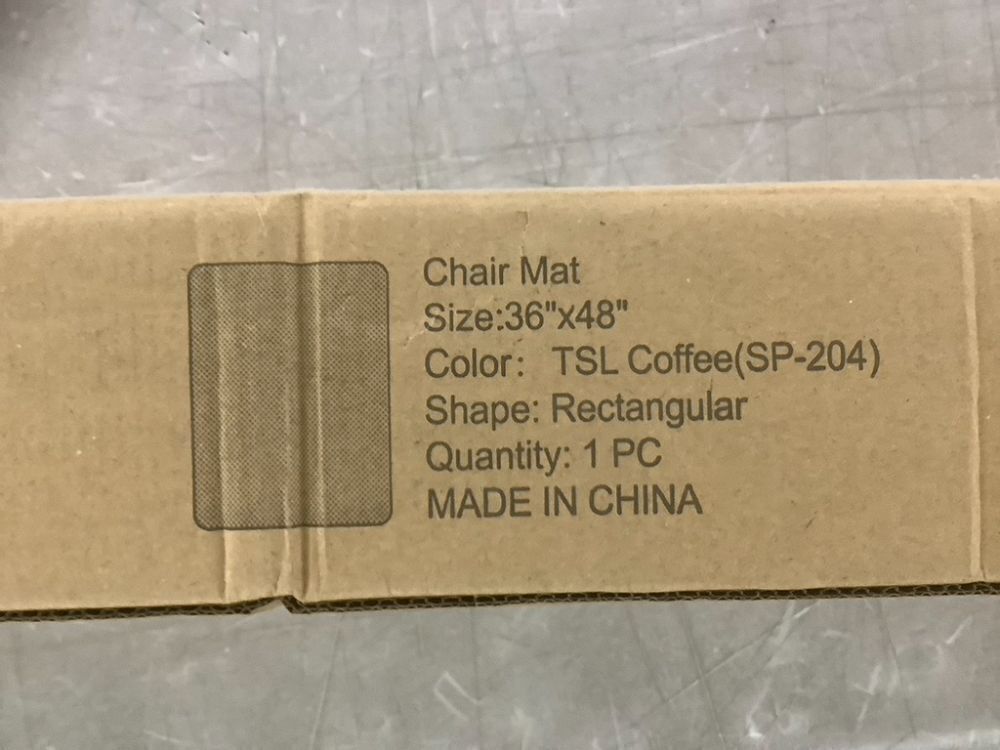 Chair Mat
Size:36"x48"
Color: TSL Coffee(SP-204)
Shape: Rectangular
Quantity: 1 PC
MADE IN CHINA